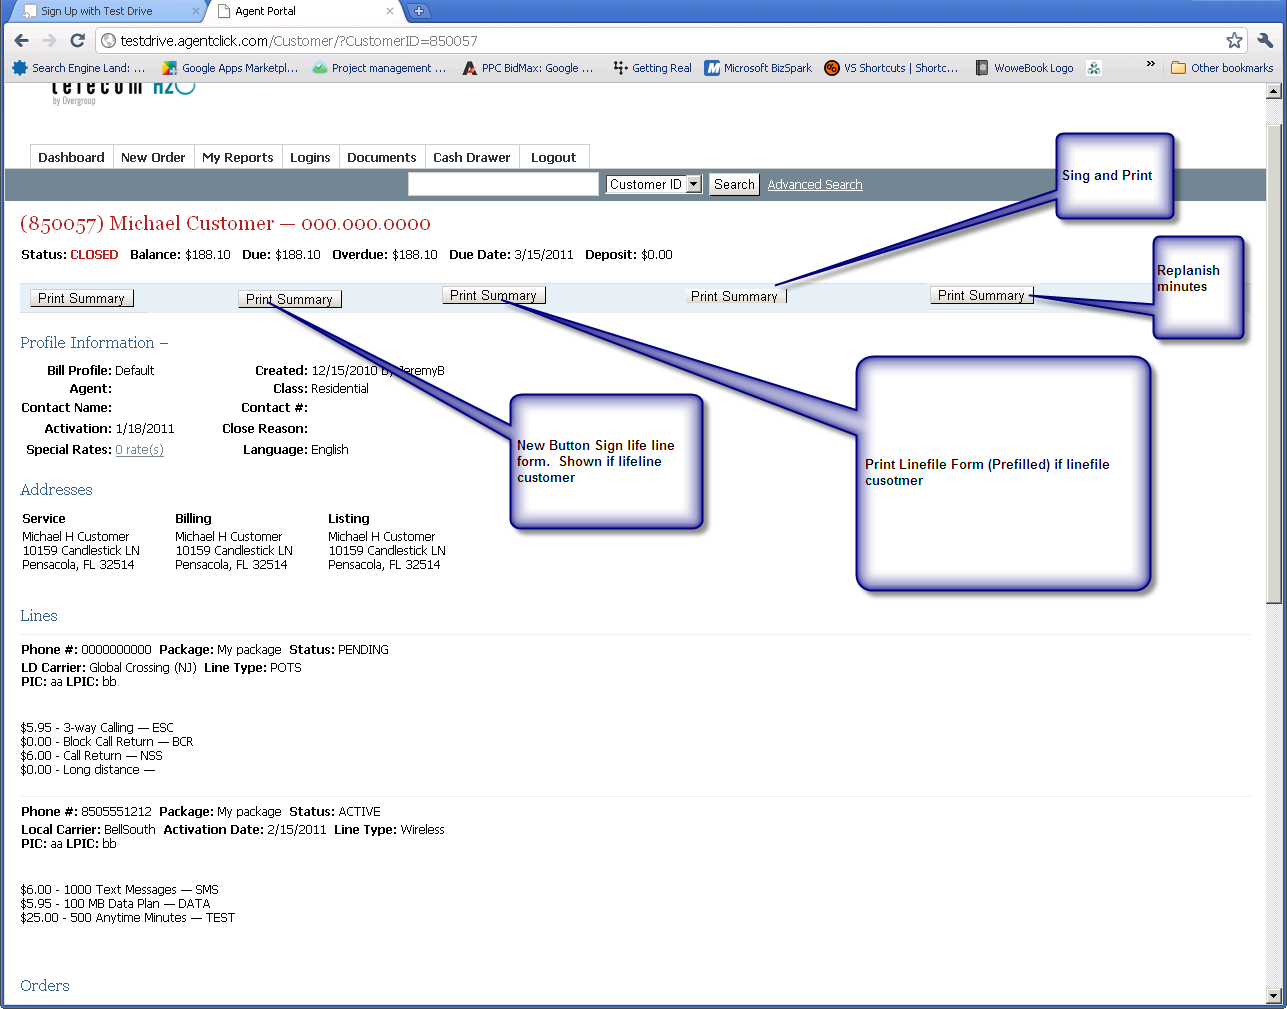 Sign Up with Test Drive
Agent Portal
testdrive.agentclick.com/Customer/?CustomerID=850057
Search Engine Land: ...
Google Apps Marketpl...
Project management ...
PPC BidMax: Google ...
Getting Real
Microsoft BizSpark
VS Shortcuts | Shortc...
WoweBook Logo
»
Other bookmarks
telecom H2O
by Overgroup
Dashboard
New Order
My Reports
Logins
Documents
Cash Drawer
Logout
Customer ID
Search
Advanced Search
Sing and Print
(850057) Michael Customer — 000.000.0000
Status: CLOSED Balance: $188.10 Due: $188.10 Overdue: $188.10 Due Date: 3/15/2011 Deposit: $0.00
Replanish
minutes
Print Summary
Print Summary
Print Summary
Print Summary
Print Summary
Profile Information –
Bill Profile: Default
Created: 12/15/2010 by JeremyB
Agent:
Class: Residential
Contact Name:
Contact #:
Activation: 1/18/2011
Close Reason:
Special Rates: 0 rate(s)
Language: English
New Button Sign life line
form. Shown if lifeline
customer
Print Linefile Form (Prefilled) if linefile
cusotmer
Addresses
Service
Michael H Customer
10159 Candlestick LN
Pensacola, FL 32514
Billing
Michael H Customer
10159 Candlestick LN
Pensacola, FL 32514
Listing
Michael H Customer
10159 Candlestick LN
Pensacola, FL 32514
Lines
Phone #: 0000000000 Package: My package Status: PENDING
LD Carrier: Global Crossing (NJ) Line Type: POTS
PIC: aa LPIC: bb
$5.95 - 3-way Calling — ESC
$0.00 - Block Call Return — BCR
$6.00 - Call Return — NSS
$0.00 - Long distance —
Phone #: 8505551212 Package: My package Status: ACTIVE
Local Carrier: BellSouth Activation Date: 2/15/2011 Line Type: Wireless
PIC: aa LPIC: bb
$6.00 - 1000 Text Messages — SMS
$5.95 - 100 MB Data Plan — DATA
$25.00 - 500 Anytime Minutes — TEST
Orders